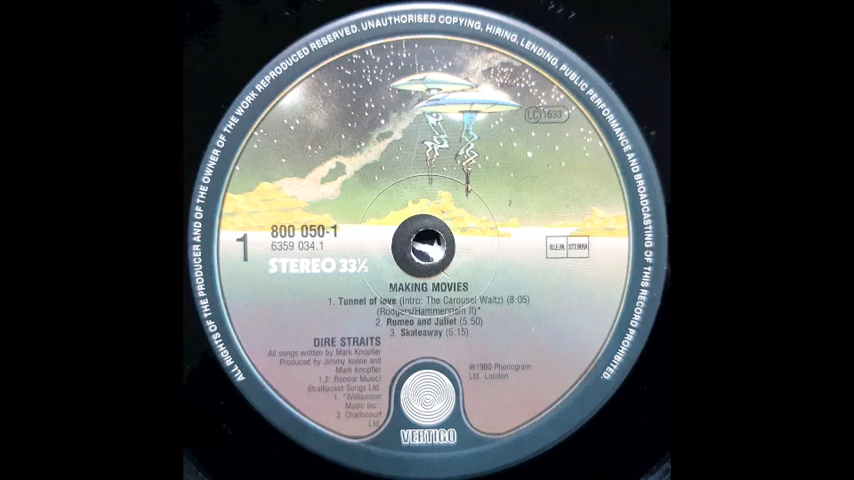 ALL RIGHTS OF THE PRODUCER AND OF THE OWNER OF THE WORK REPRODUCED RESERVED. UNAUTHORISED COPYING, HIRING, LENDING, PUBLIC PERFORMANCE AND BROADCASTING OF THIS RECORD PROHIBITED.
LC 1633
1
800 050-1
6359 034.1
STEREO 33⅓
B.I.E.M. STEMRA
MAKING MOVIES
1. Tunnel of love (Intro: The Carousel Waltz) (8:05)
(Rodgers/Hammerstein II)*
2. Romeo and Juliet (5:50)
3. Skateaway (5:15)
DIRE STRAITS
All songs written by Mark Knopfler
Produced by Jimmy Iovine and
Mark Knopfler
1,2. Rondor Music/
Straitjacket Songs Ltd.
1. *Williamson
Music Inc.,
3. Chariscourt
Ltd.
℗1980 Phonogram
Ltd. London
VERTIGO